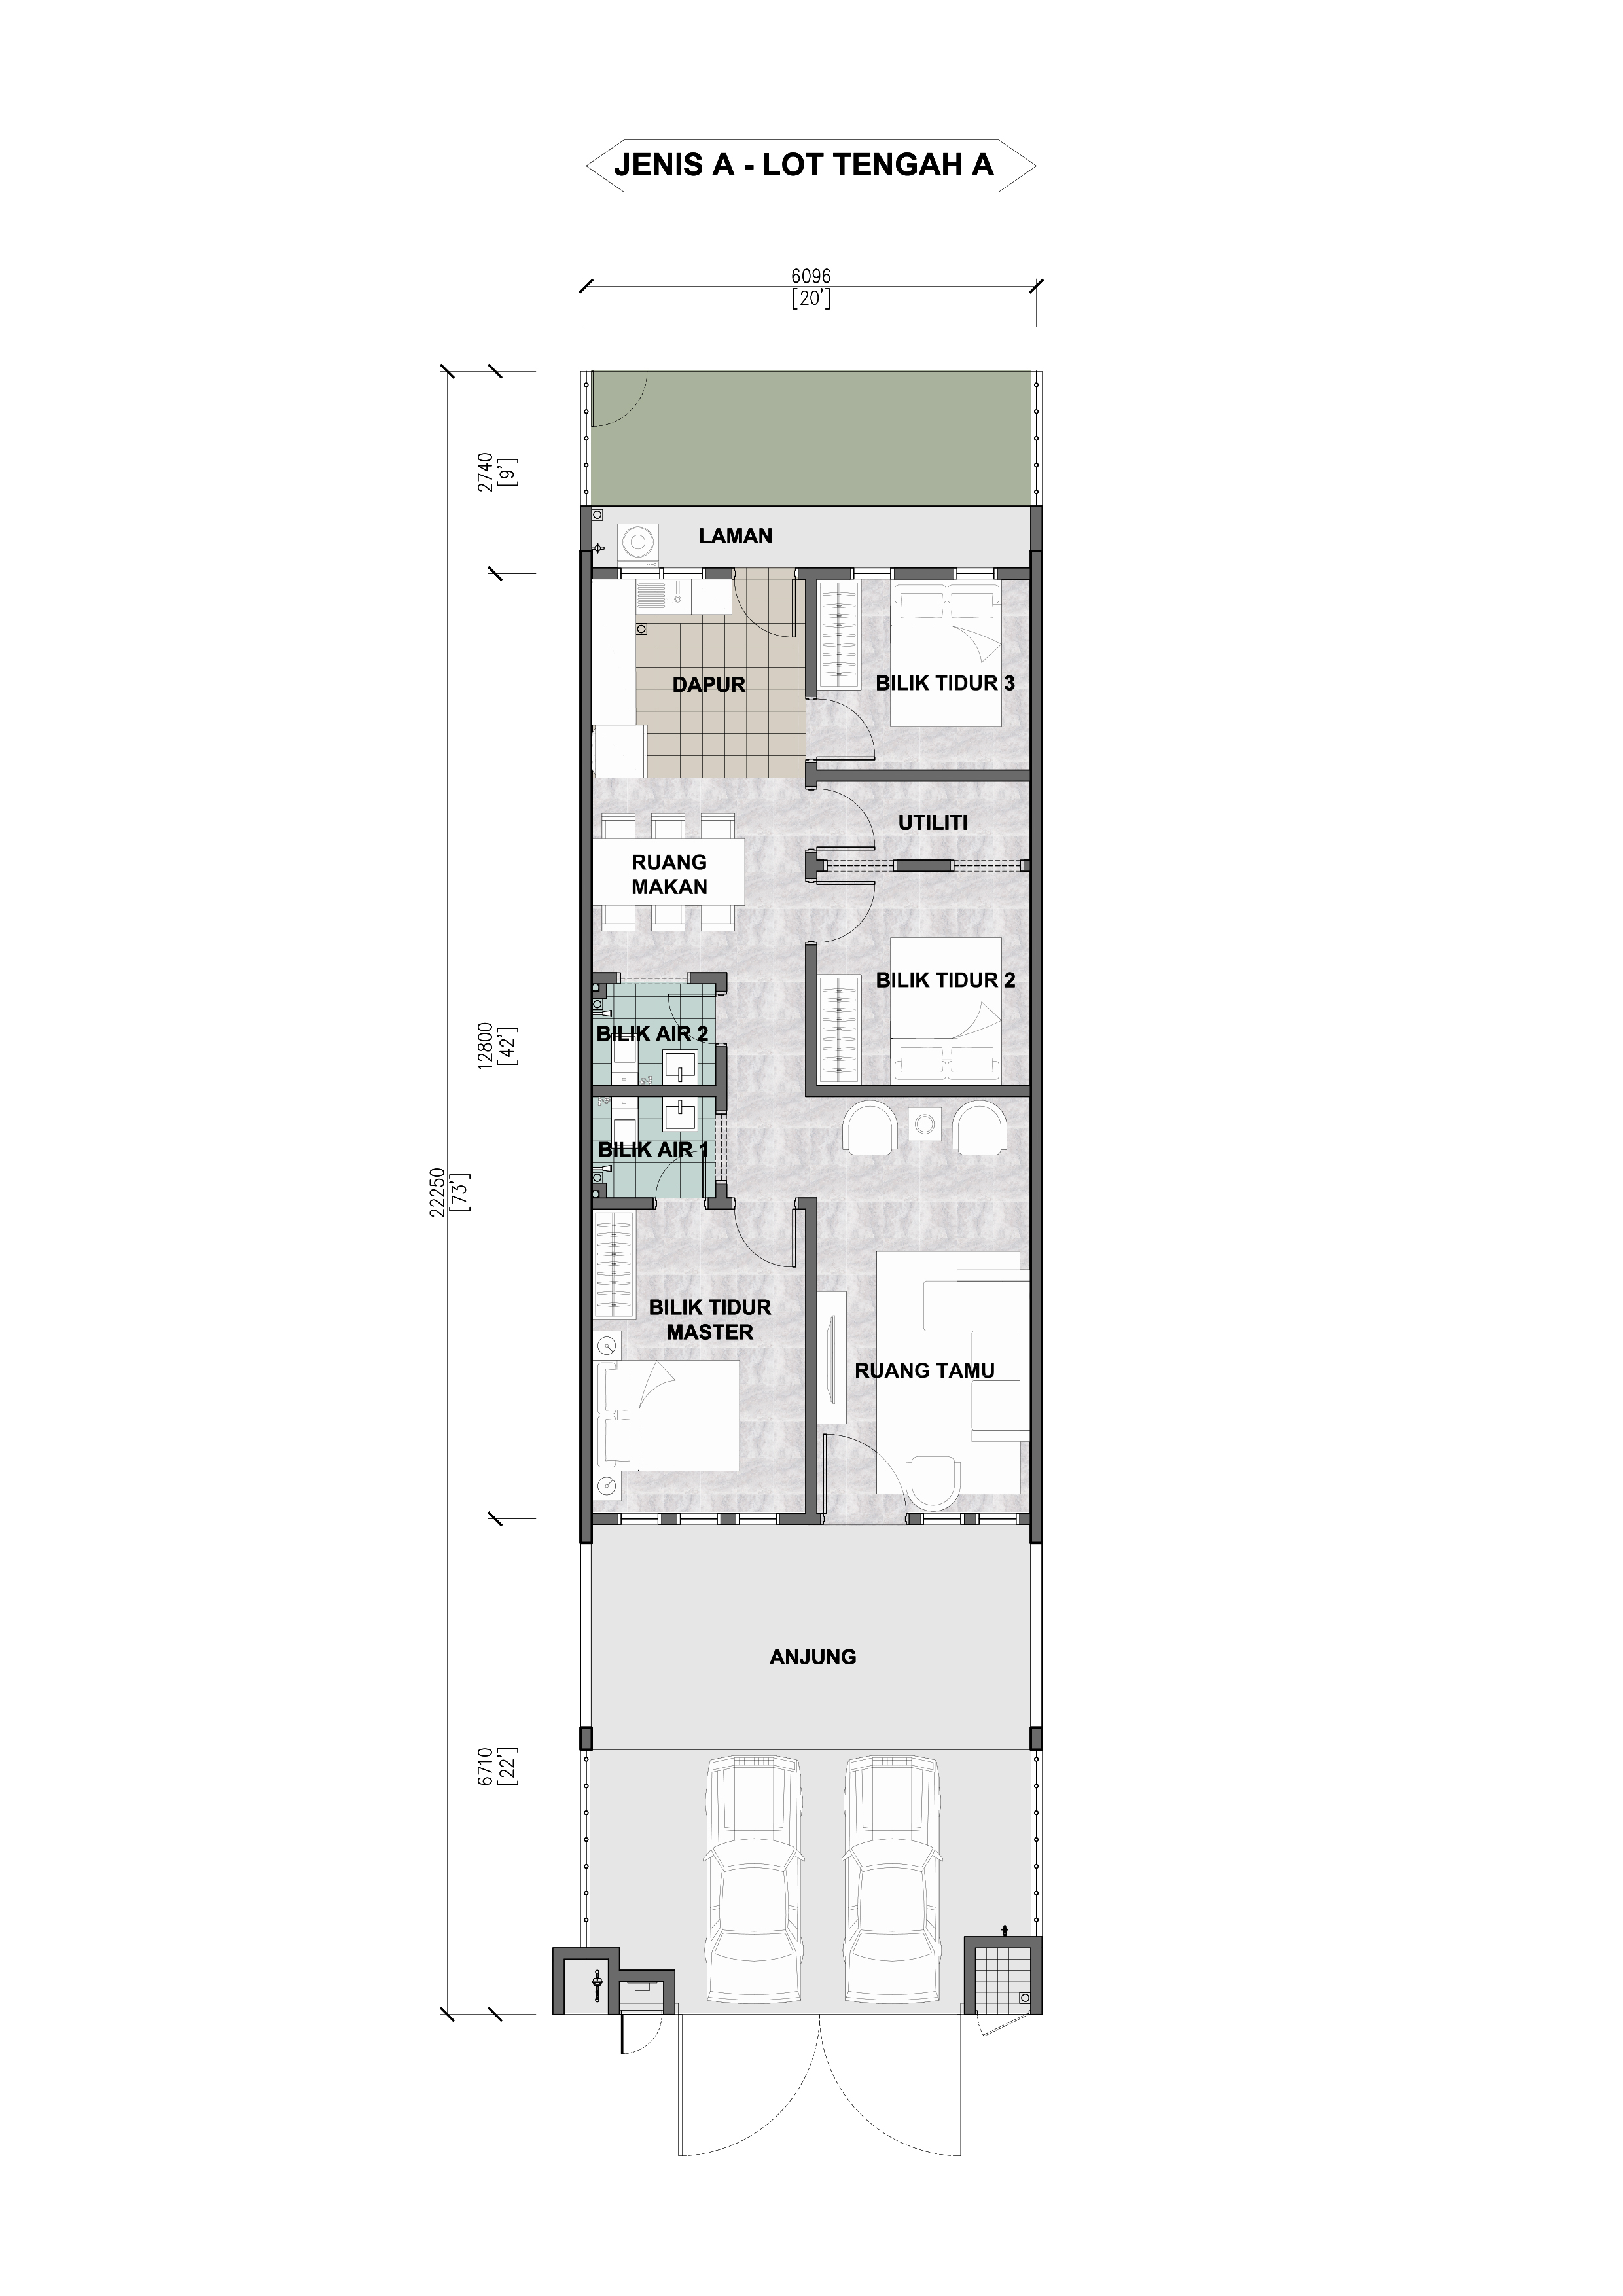 JENIS A - LOT TENGAH A
6096
[20']
2740
[9']
LAMAN
DAPUR
BILIK TIDUR 3
UTILITI
RUANG
MAKAN
BILIK TIDUR 2
BILIK AIR 2
12800
[42']
BILIK AIR 1
22250
[73']
BILIK TIDUR
MASTER
RUANG TAMU
ANJUNG
6710
[22']